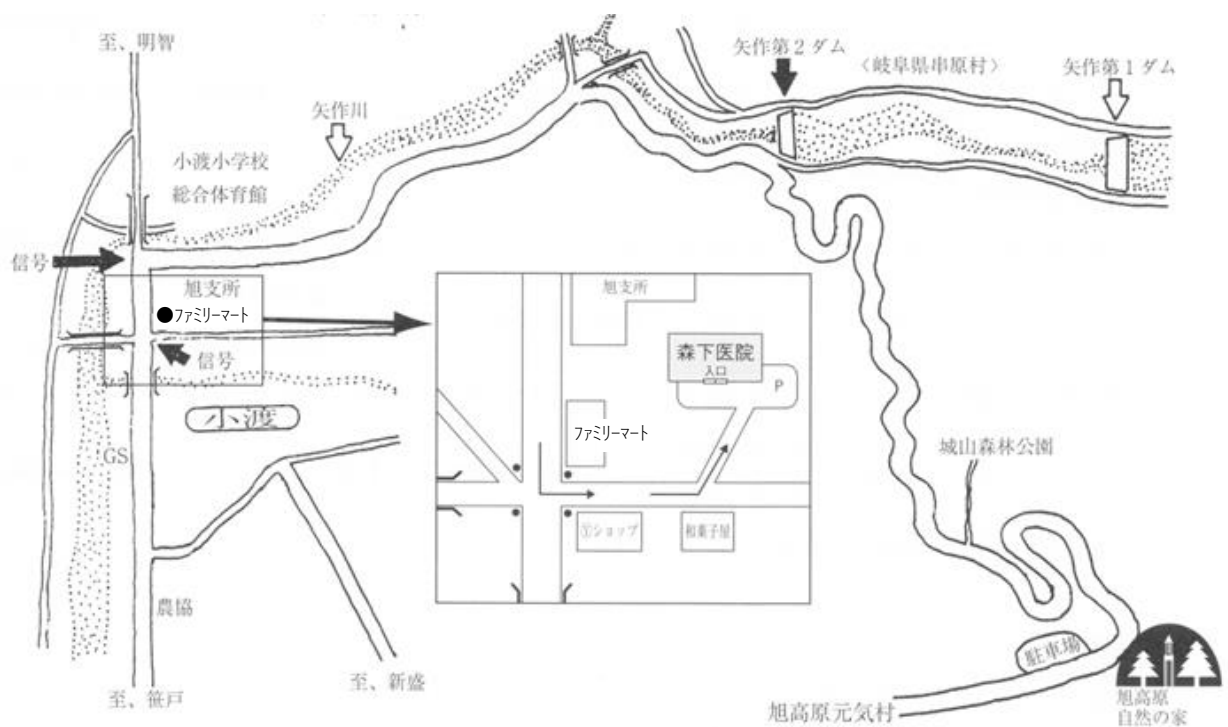 至、明智
矢作川
矢作第２ダム
〈岐阜県串原村〉
矢作第１ダム
小渡小学校
総合体育館
信号
旭支所
●ファミリーマート
信号
小渡
GS
農協
至、笹戸
至、新盛
旭支所
森下医院
入口
P
ファミリーマート
Ⓨショップ
和菓子屋
城山森林公園
駐車場
旭高原元気村
旭高原
自然の家